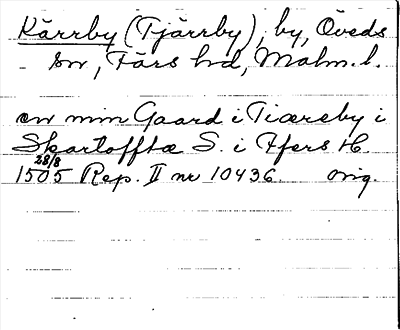 Kärrby (Tjärrby), by, Öveds
sn, Färs hd, Malm. l.
en min Gaard i Tiæreby i
Skartofftæ S. i Ffers H.
28/8
1505 Rep. II nr 10436. orig.